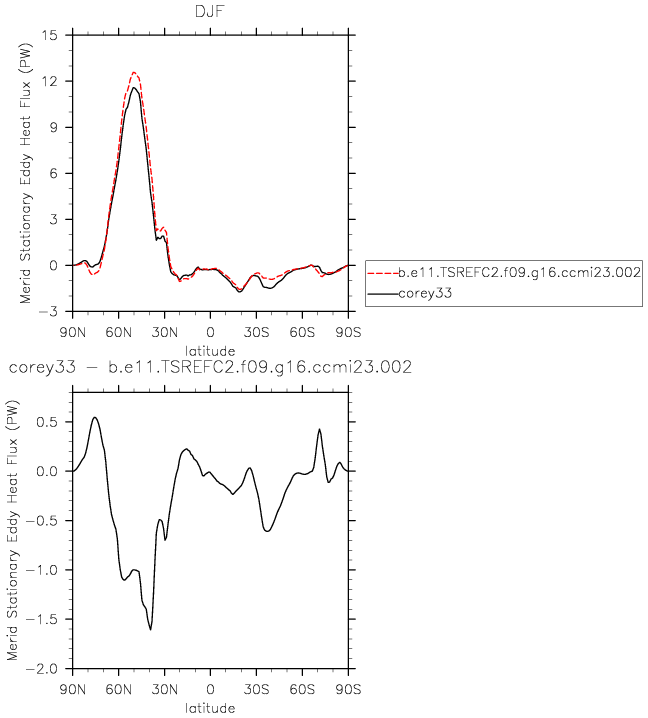 DJF
Merid Stationary Eddy Heat Flux (PW)
15
12
9
6
3
0
−3
90N 60N 30N 0 30S 60S 90S
latitude
b.e11.TSREFC2.f09.g16.ccmi23.002
corey33
corey33 − b.e11.TSREFC2.f09.g16.ccmi23.002
Merid Stationary Eddy Heat Flux (PW)
0.5
0.0
−0.5
−1.0
−1.5
−2.0
90N 60N 30N 0 30S 60S 90S
latitude